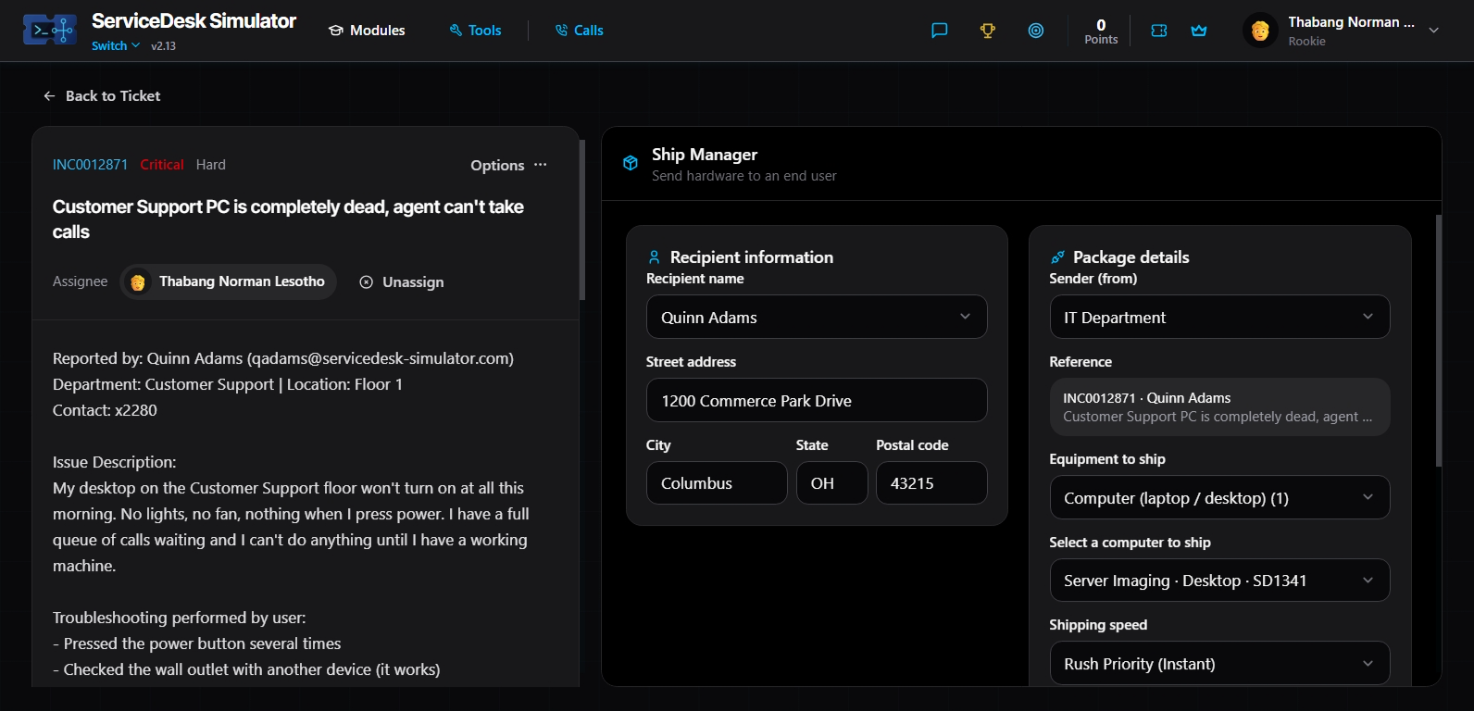 ServiceDesk Simulator
Switch v2.13
Modules
Tools
Calls
0
Points
Thabang Norman ...
Rookie
Back to Ticket
INC0012871 Critical Hard
Options ...
Customer Support PC is completely dead, agent can't take
calls
Assignee Thabang Norman Lesotho Unassign
Reported by: Quinn Adams (qadams@servicedesk-simulator.com)
Department: Customer Support | Location: Floor 1
Contact: x2280
Issue Description:
My desktop on the Customer Support floor won't turn on at all this
morning. No lights, no fan, nothing when I press power. I have a full
queue of calls waiting and I can't do anything until I have a working
machine.
Troubleshooting performed by user:
- Pressed the power button several times
- Checked the wall outlet with another device (it works)
Ship Manager
Send hardware to an end user
Recipient information
Recipient name
Quinn Adams
Street address
1200 Commerce Park Drive
City State Postal code
Columbus OH 43215
Package details
Sender (from)
IT Department
Reference
INC0012871 · Quinn Adams
Customer Support PC is completely dead, agent ...
Equipment to ship
Computer (laptop / desktop) (1)
Select a computer to ship
Server Imaging · Desktop · SD1341
Shipping speed
Rush Priority (Instant)